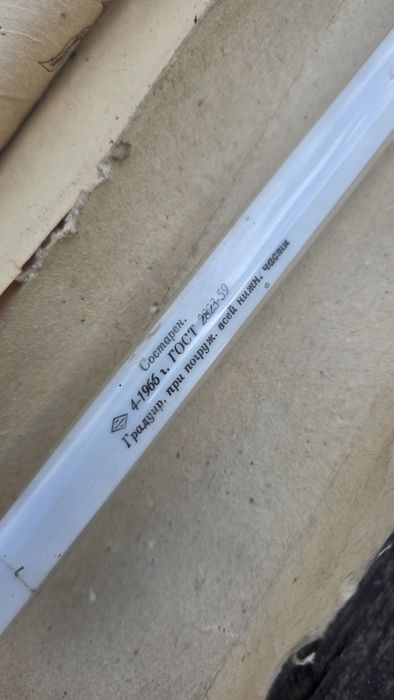 Состарен.
4-1966 г. ГОСТ 2823-59
Градуир. при погруж. всей нижн. части